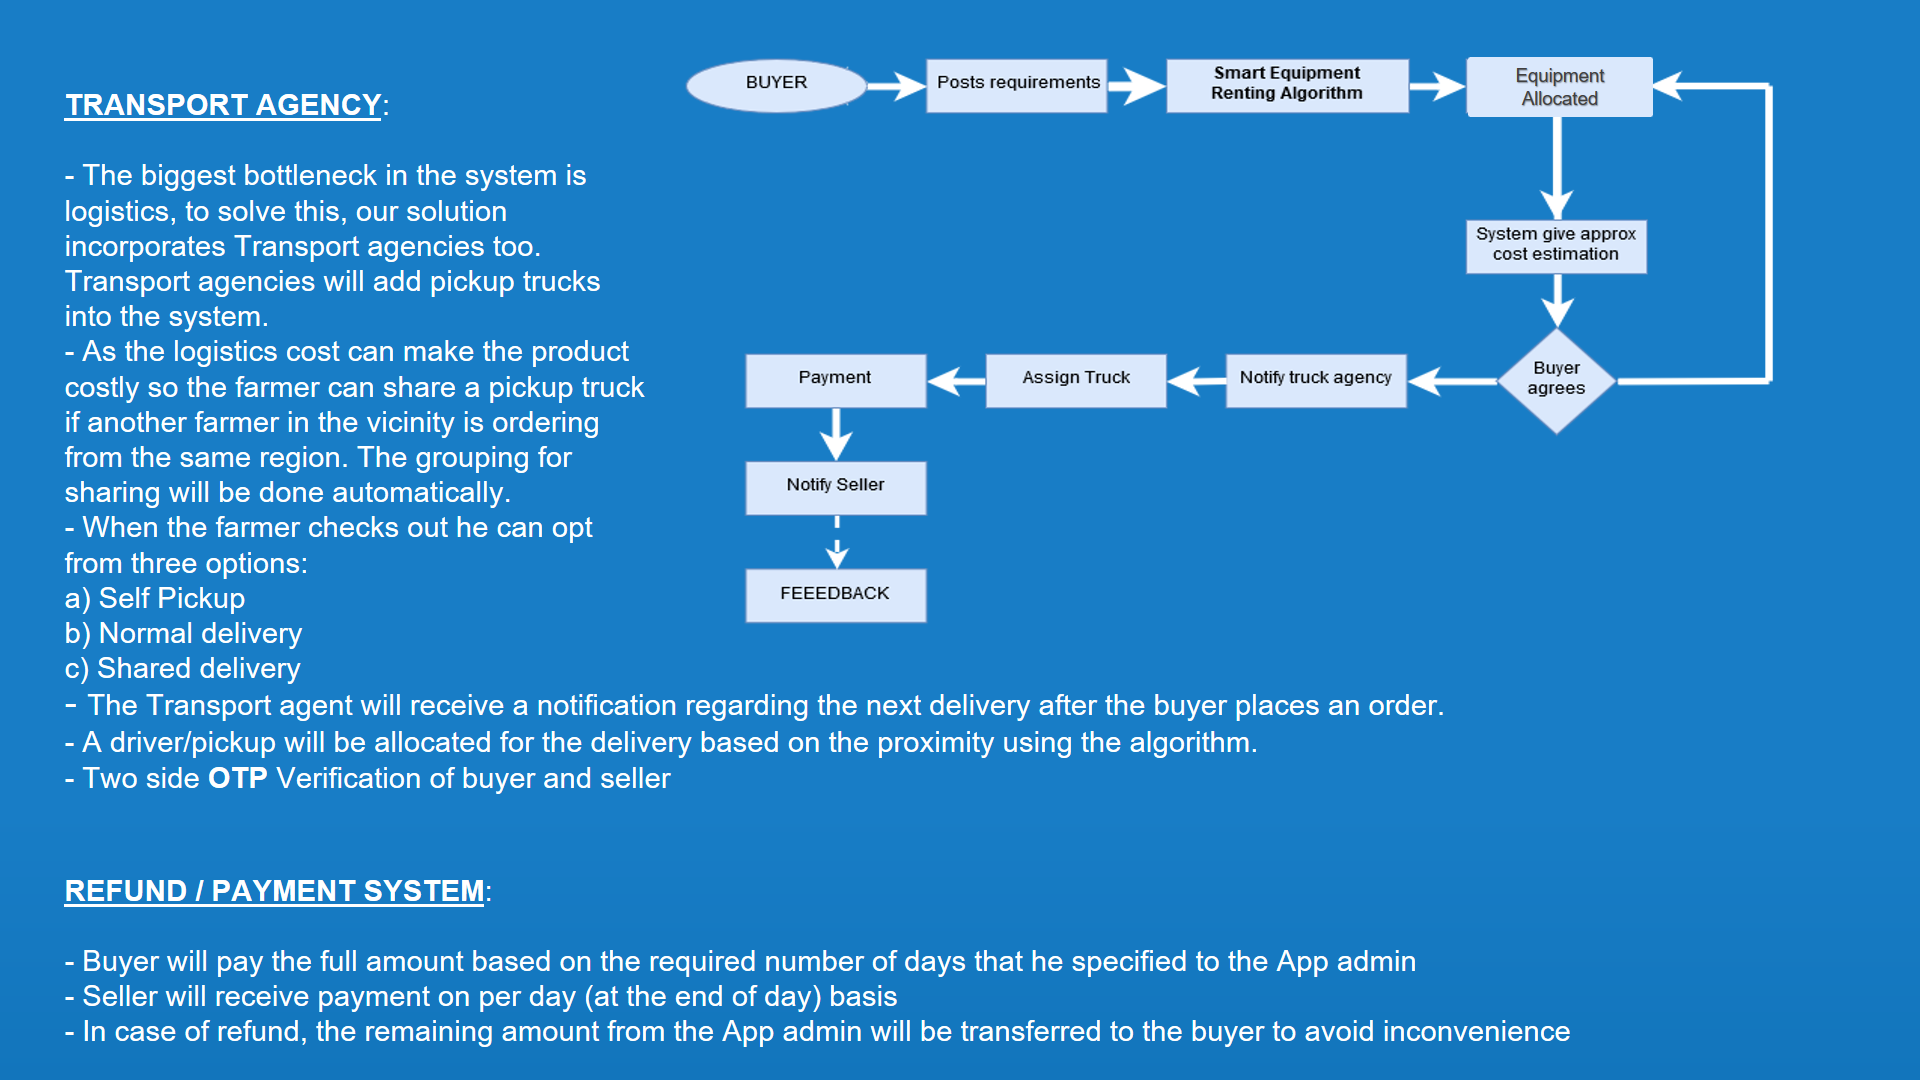 TRANSPORT AGENCY:
- The biggest bottleneck in the system is
logistics, to solve this, our solution
incorporates Transport agencies too.
Transport agencies will add pickup trucks
into the system.
- As the logistics cost can make the product
costly so the farmer can share a pickup truck
if another farmer in the vicinity is ordering
from the same region. The grouping for
sharing will be done automatically.
- When the farmer checks out he can opt
from three options:
a) Self Pickup
b) Normal delivery
c) Shared delivery
- The Transport agent will receive a notification regarding the next delivery after the buyer places an order.
- A driver/pickup will be allocated for the delivery based on the proximity using the algorithm.
- Two side OTP Verification of buyer and seller
BUYER
Posts requirements
Smart Equipment
Renting Algorithm
Equipment
Allocated
System give approx
cost estimation
Buyer
agrees
Notify truck agency
Assign Truck
Payment
Notify Seller
FEEEDBACK
REFUND / PAYMENT SYSTEM:
- Buyer will pay the full amount based on the required number of days that he specified to the App admin
- Seller will receive payment on per day (at the end of day) basis
- In case of refund, the remaining amount from the App admin will be transferred to the buyer to avoid inconvenience